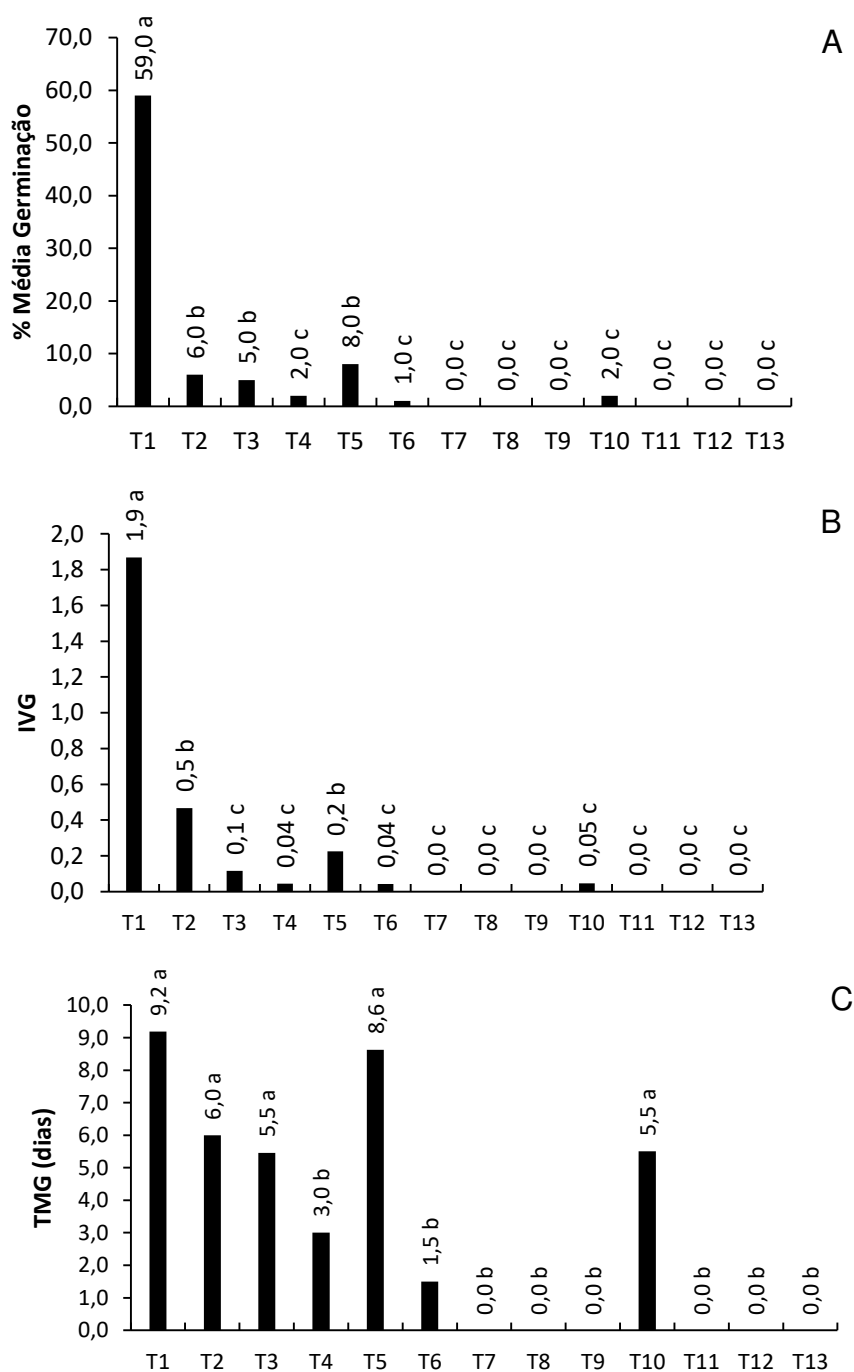 A
% Média Germinação
70,0
60,0
50,0
40,0
30,0
20,0
10,0
0,0
59,0 a
6,0 b
5,0 b
2,0 c
8,0 b
1,0 c
0,0 c
0,0 c
0,0 c
2,0 c
0,0 c
0,0 c
0,0 c
T1 T2 T3 T4 T5 T6 T7 T8 T9 T10 T11 T12 T13
B
IVG
2,0
1,8
1,6
1,4
1,2
1,0
0,8
0,6
0,4
0,2
0,0
1,9 a
0,5 b
0,1 c
0,04 c
0,2 b
0,04 c
0,0 c
0,0 c
0,0 c
0,05 c
0,0 c
0,0 c
0,0 c
T1 T2 T3 T4 T5 T6 T7 T8 T9 T10 T11 T12 T13
C
TMG (dias)
10,0
9,0
8,0
7,0
6,0
5,0
4,0
3,0
2,0
1,0
0,0
9,2 a
6,0 a
5,5 a
3,0 b
8,6 a
1,5 b
0,0 b
0,0 b
0,0 b
5,5 a
0,0 b
0,0 b
0,0 b
T1 T2 T3 T4 T5 T6 T7 T8 T9 T10 T11 T12 T13